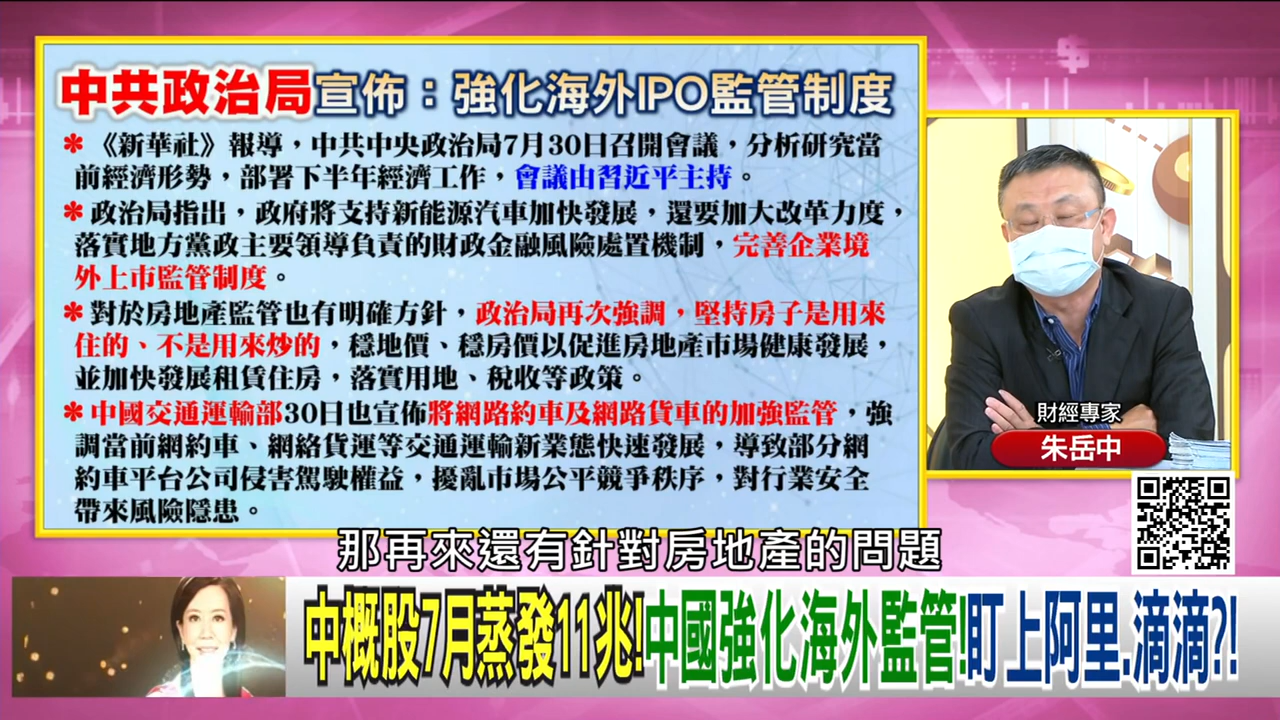 中共政治局宣佈：強化海外IPO監管制度
＊《新華社》報導，中共中央政治局7月30日召開會議，分析研究當
前經濟形勢，部署下半年經濟工作，會議由習近平主持。
＊政治局指出，政府將支持新能源汽車加快發展，還要加大改革力度，
落實地方黨政主要領導負責的財政金融風險處置機制，完善企業境
外上市監管制度。
＊對於房地產監管也有明確方針，政治局再次強調，堅持房子是用來
住的、不是用來炒的，穩地價、穩房價以促進房地產市場健康發展，
並加快發展租賃住房，落實用地、稅收等政策。
＊中國交通運輸部30日也宣佈將網路約車及網路貨車的加強監管，強
調當前網約車、網絡貨運等交通運輸新業態快速發展，導致部分網
約車平台公司侵害駕駛權益，擾亂市場公平競爭秩序，對行業安全
帶來風險隱患。
財經專家
朱岳中
那再來還有針對房地產的問題
中概股7月蒸發11兆!中國強化海外監管!盯上阿里.滴滴?!